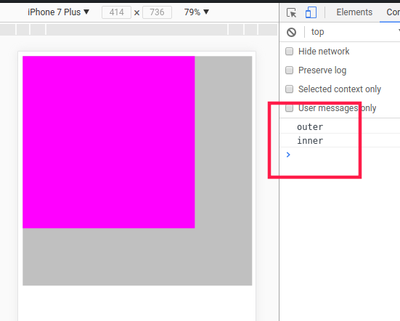 iPhone 7 Plus ▼ 414 × 736 79% ▼
Elements
top
Hide network
Preserve log
Selected context only
User messages only
outer
inner